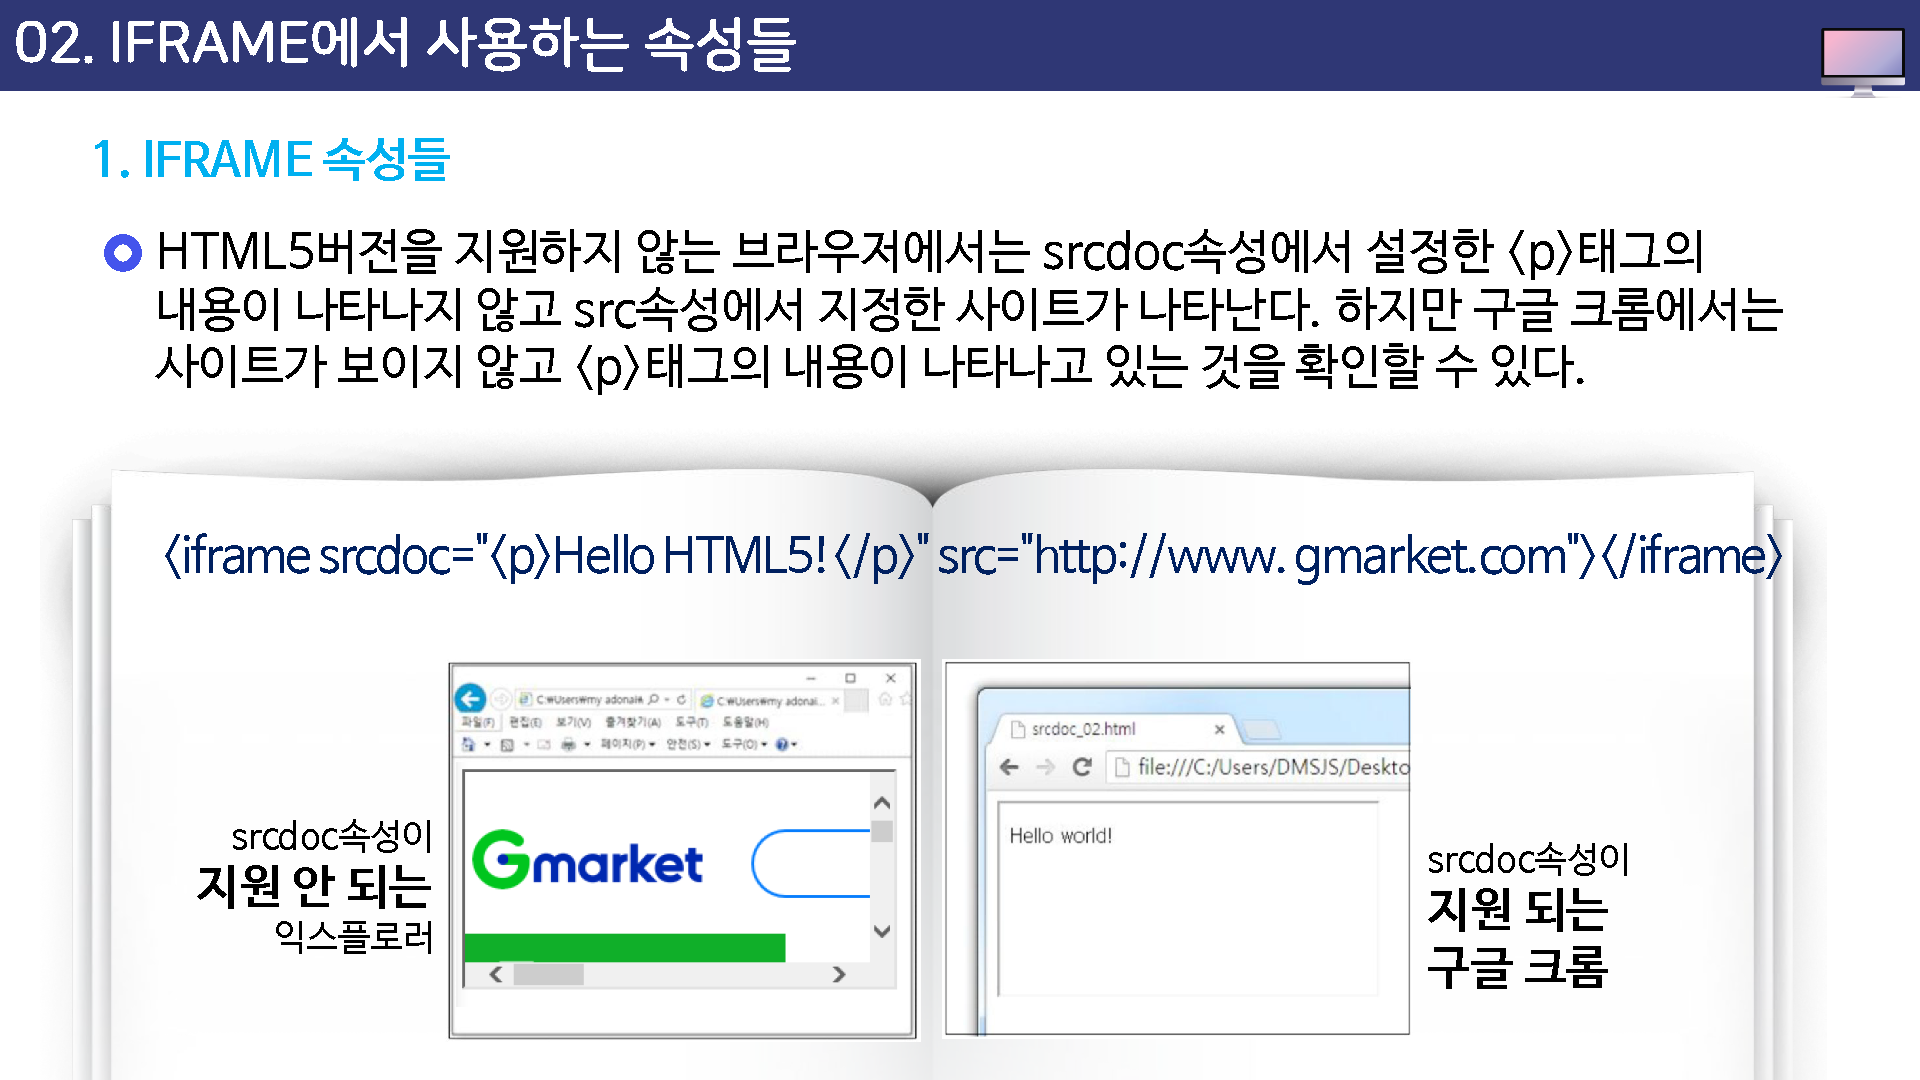 02. IFRAME에서 사용하는 속성들
1. IFRAME 속성들
HTML5버전을 지원하지 않는 브라우저에서는 srcdoc속성에서 설정한 〈p〉태그의
내용이 나타나지 않고 src속성에서 지정한 사이트가 나타난다. 하지만 구글 크롬에서는
사이트가 보이지 않고 〈p〉태그의 내용이 나타나고 있는 것을 확인할 수 있다.
〈iframe srcdoc="〈p〉Hello HTML5!〈/p〉" src="http://www. gmarket.com"〉〈/iframe〉
srcdoc속성이
지원 안 되는
익스플로러
C:₩Users₩my adonai₩
C:₩Users₩my adonai...
파일(F) 편집(E) 보기(V) 즐겨찾기(A) 도구(T) 도움말(H)
페이지(P) 안전(S) 도구(O)
Gmarket
srcdoc_02.html
file:///C:/Users/DMSJS/Deskto
Hello world!
srcdoc속성이
지원 되는
구글 크롬